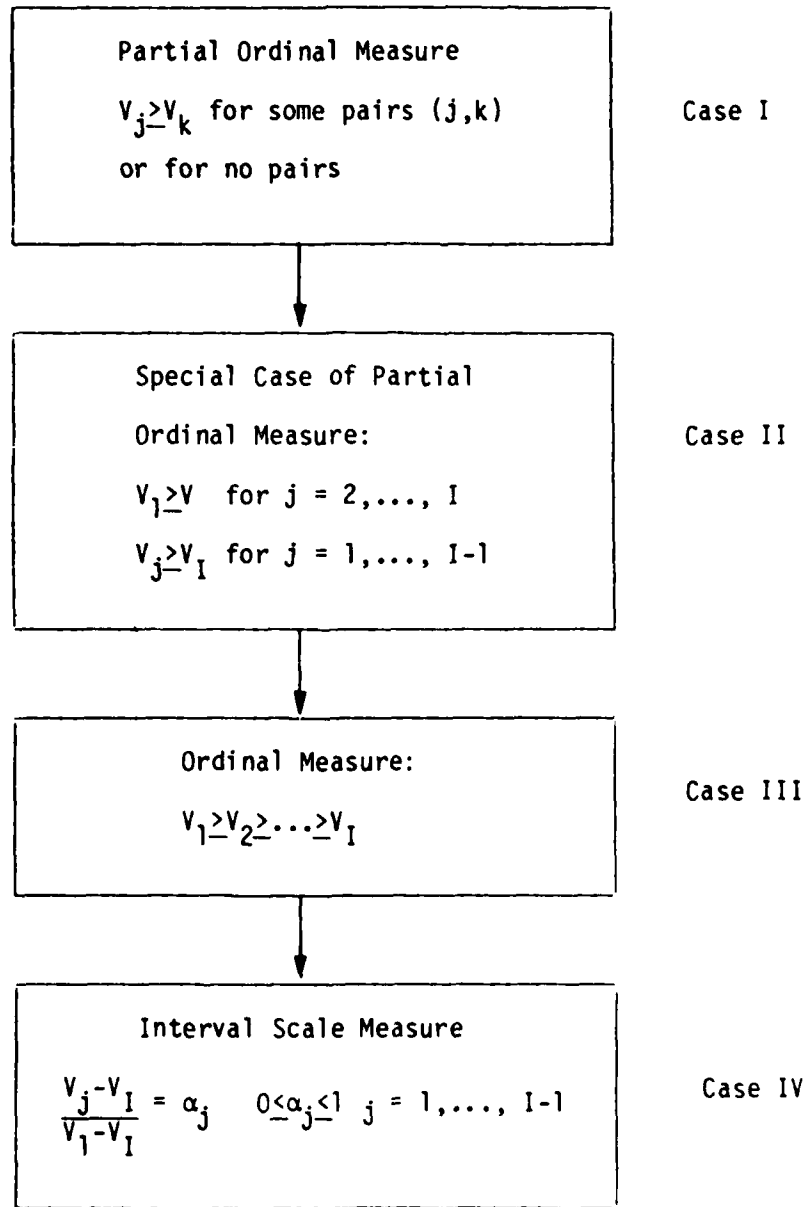 Partial Ordinal Measure
V_j≥V_k for some pairs (j,k)
or for no pairs
Case I
Special Case of Partial
Ordinal Measure:
V_1≥V for j = 2,..., I
V_j≥V_I for j = 1,..., I-1
Case II
Ordinal Measure:
V_1≥V_2≥...≥V_I
Case III
Interval Scale Measure
(V_j-V_I)/(V_1-V_I) = α_j 0≤α_j≤1 j = 1,..., I-1
Case IV